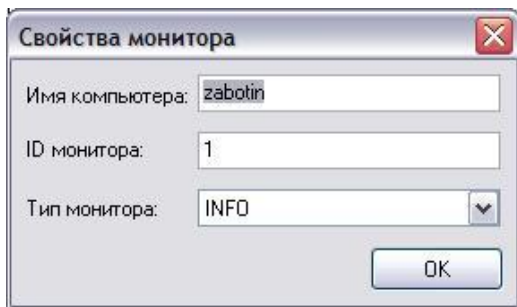 Свойства монитора
Имя компьютера: zabotin
ID монитора: 1
Тип монитора: INFO
OK